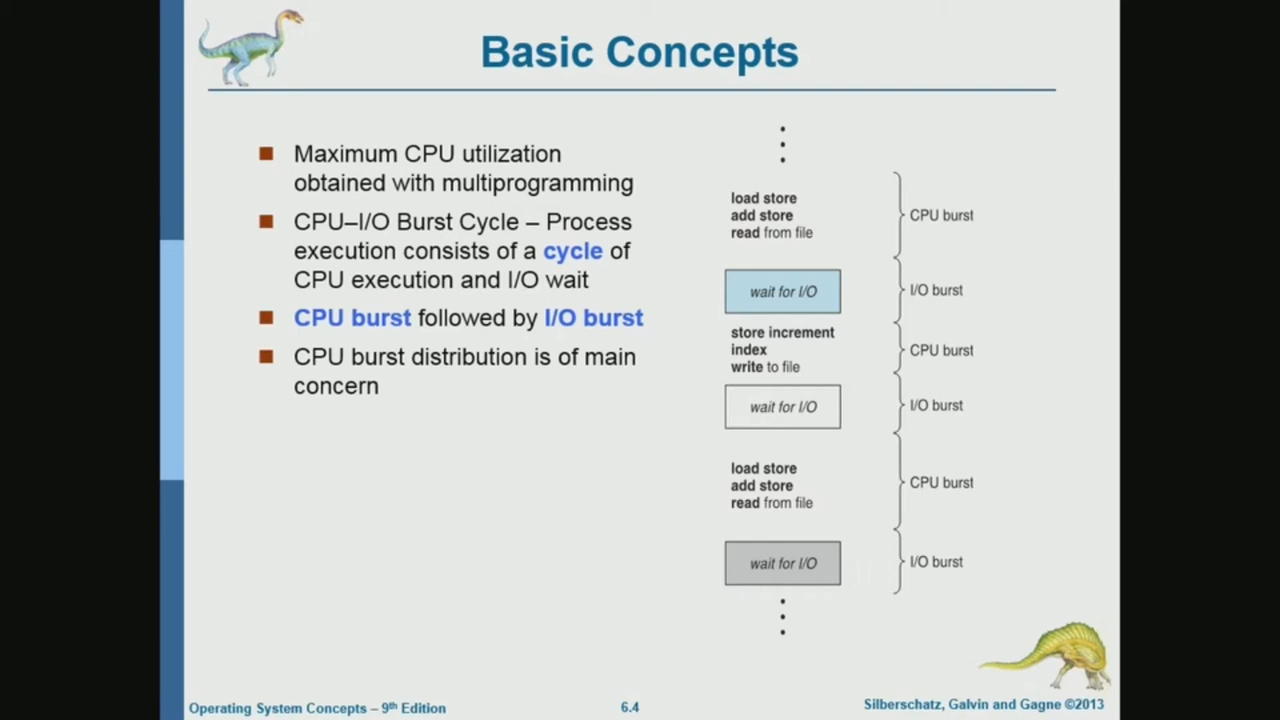 Basic Concepts
Maximum CPU utilization
obtained with multiprogramming
CPU–I/O Burst Cycle – Process
execution consists of a cycle of
CPU execution and I/O wait
CPU burst followed by I/O burst
CPU burst distribution is of main
concern
load store
add store
read from file
CPU burst
wait for I/O
I/O burst
store increment
index
write to file
CPU burst
wait for I/O
I/O burst
load store
add store
read from file
CPU burst
wait for I/O
I/O burst
Operating System Concepts – 9th Edition
6.4
Silberschatz, Galvin and Gagne ©2013